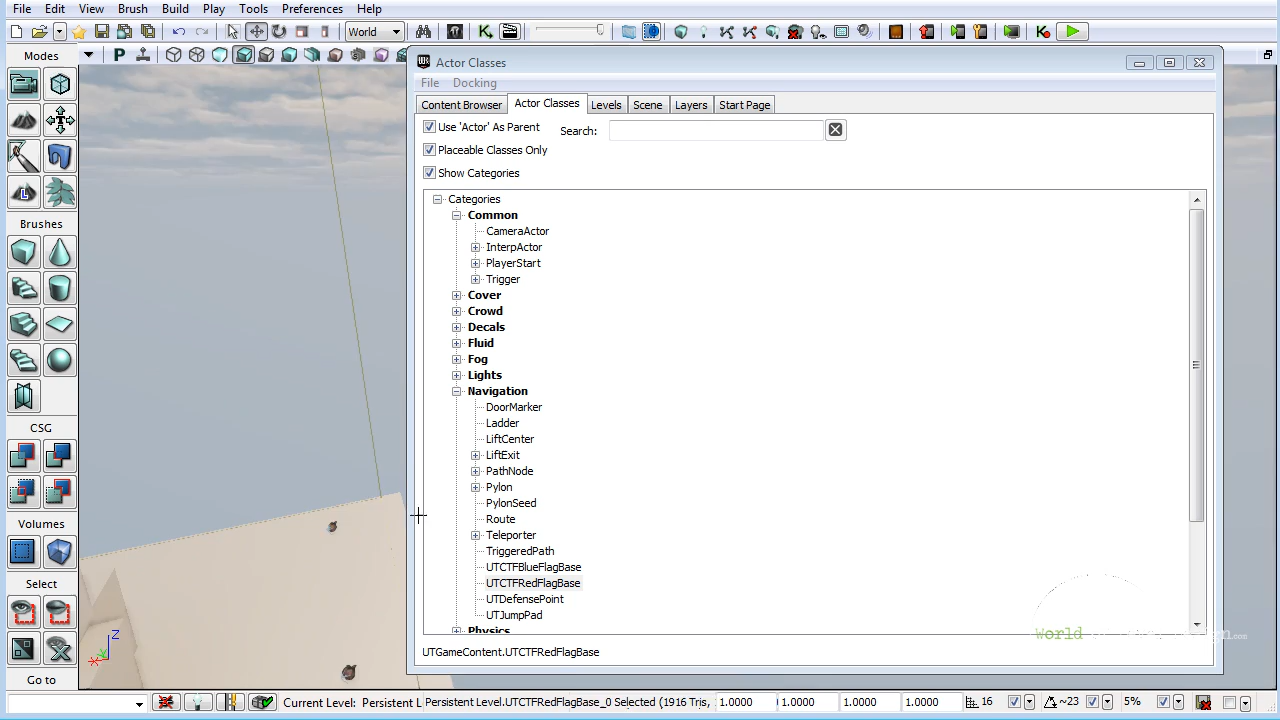 File Edit View Brush Build Play Tools Preferences Help
World
Modes
Actor Classes
File Docking
Content Browser Actor Classes Levels Scene Layers Start Page
Use 'Actor' As Parent
Search:
Placeable Classes Only
Show Categories
Categories
Common
CameraActor
InterpActor
PlayerStart
Trigger
Cover
Crowd
Decals
Fluid
Fog
Lights
Navigation
DoorMarker
Ladder
LiftCenter
LiftExit
PathNode
Pylon
PylonSeed
Route
Teleporter
TriggeredPath
UTCTFBlueFlagBase
UTCTFRedFlagBase
UTDefensePoint
UTJumpPad
Physics
UTGameContent.UTCTFRedFlagBase
Brushes
CSG
Volumes
Select
Go to
Z
World
.com
Current Level: Persistent L
Persistent Level.UTCTFRedFlagBase_0 Selected (1916 Tris,
1.0000 1.0000 1.0000 1.0000 16 ~23 5%